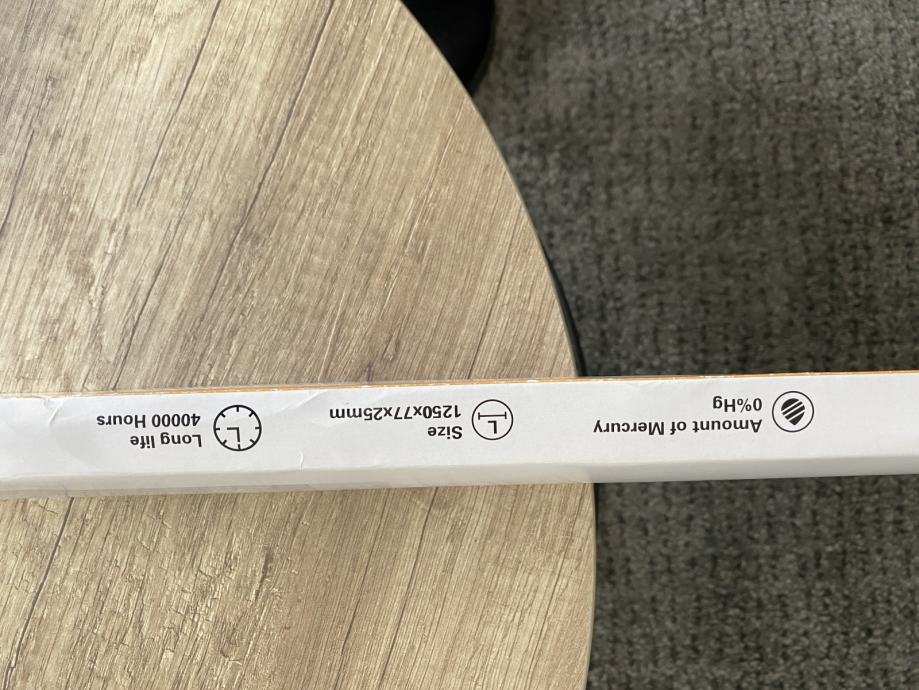 Amount of Mercury
0%Hg
Size
1250x77x25mm
Long life
40000 Hours